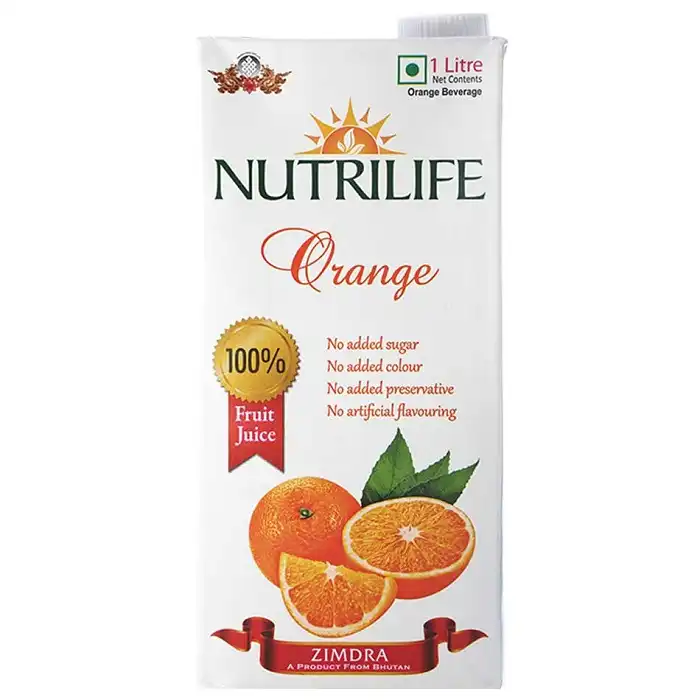 1 Litre
Net Contents
Orange Beverage
NUTRILIFE
Orange
100%
Fruit
Juice
No added sugar
No added colour
No added preservative
No artificial flavouring
ZIMDRA
A PRODUCT FROM BHUTAN